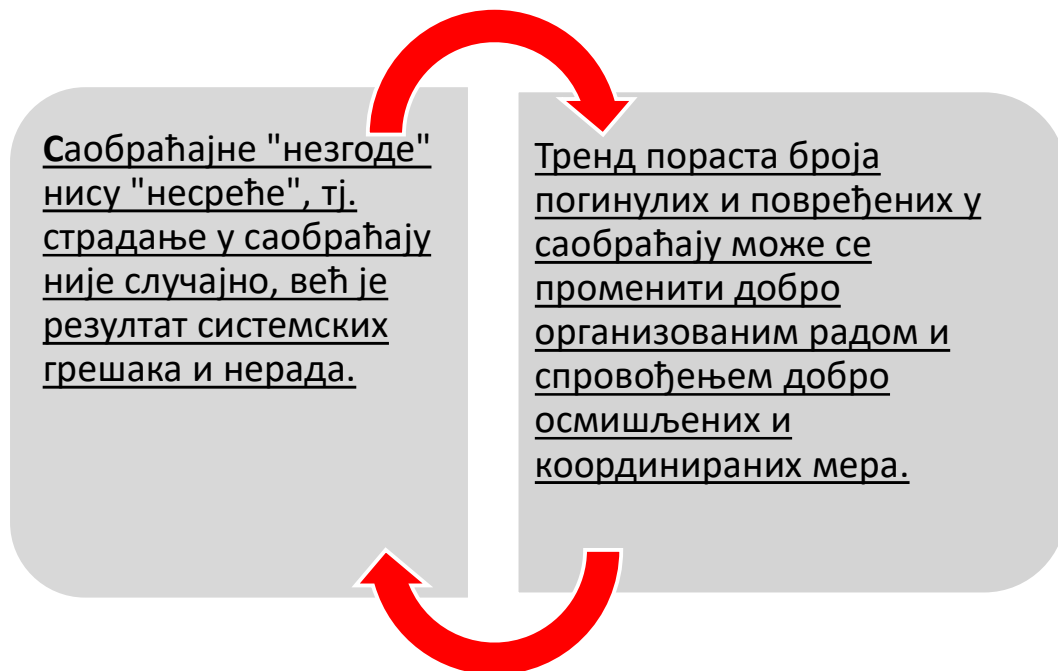 Саобраћајне "незгоде"
нису "несреће", тј.
страдање у саобраћају
није случајно, већ је
резултат системских
грешака и нерада.
Тренд пораста броја
погинулих и повређених у
саобраћају може се
променити добро
организованим радом и
спровођењем добро
осмишљених и
координираних мера.